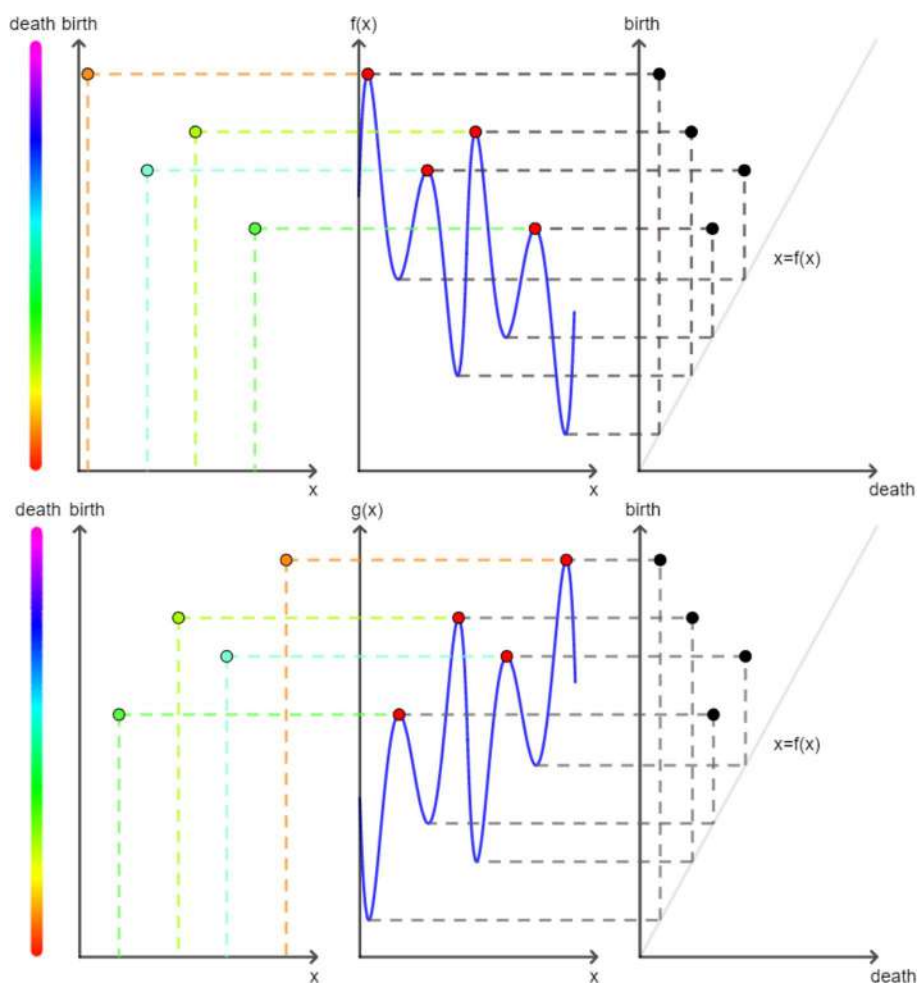 death birth f(x) birth
x=f(x)
x x death
death birth g(x) birth
x=f(x)
x x death